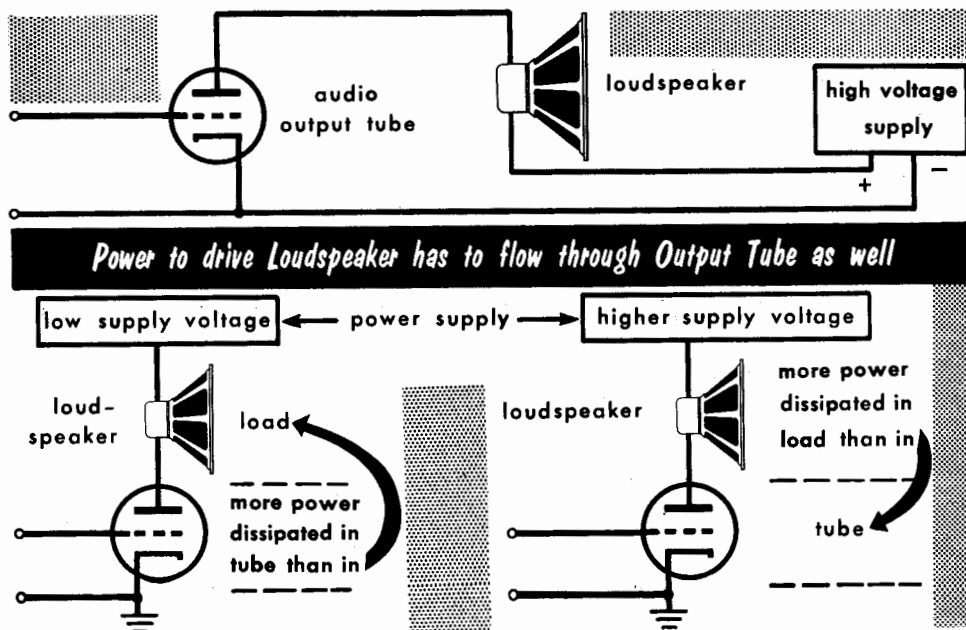 audio
output tube
loudspeaker
high voltage
supply
+
−
Power to drive Loudspeaker has to flow through Output Tube as well
low supply voltage
power supply
higher supply voltage
loud-
speaker
load
more power
dissipated in
tube than in
loudspeaker
more power
dissipated in
load than in
tube